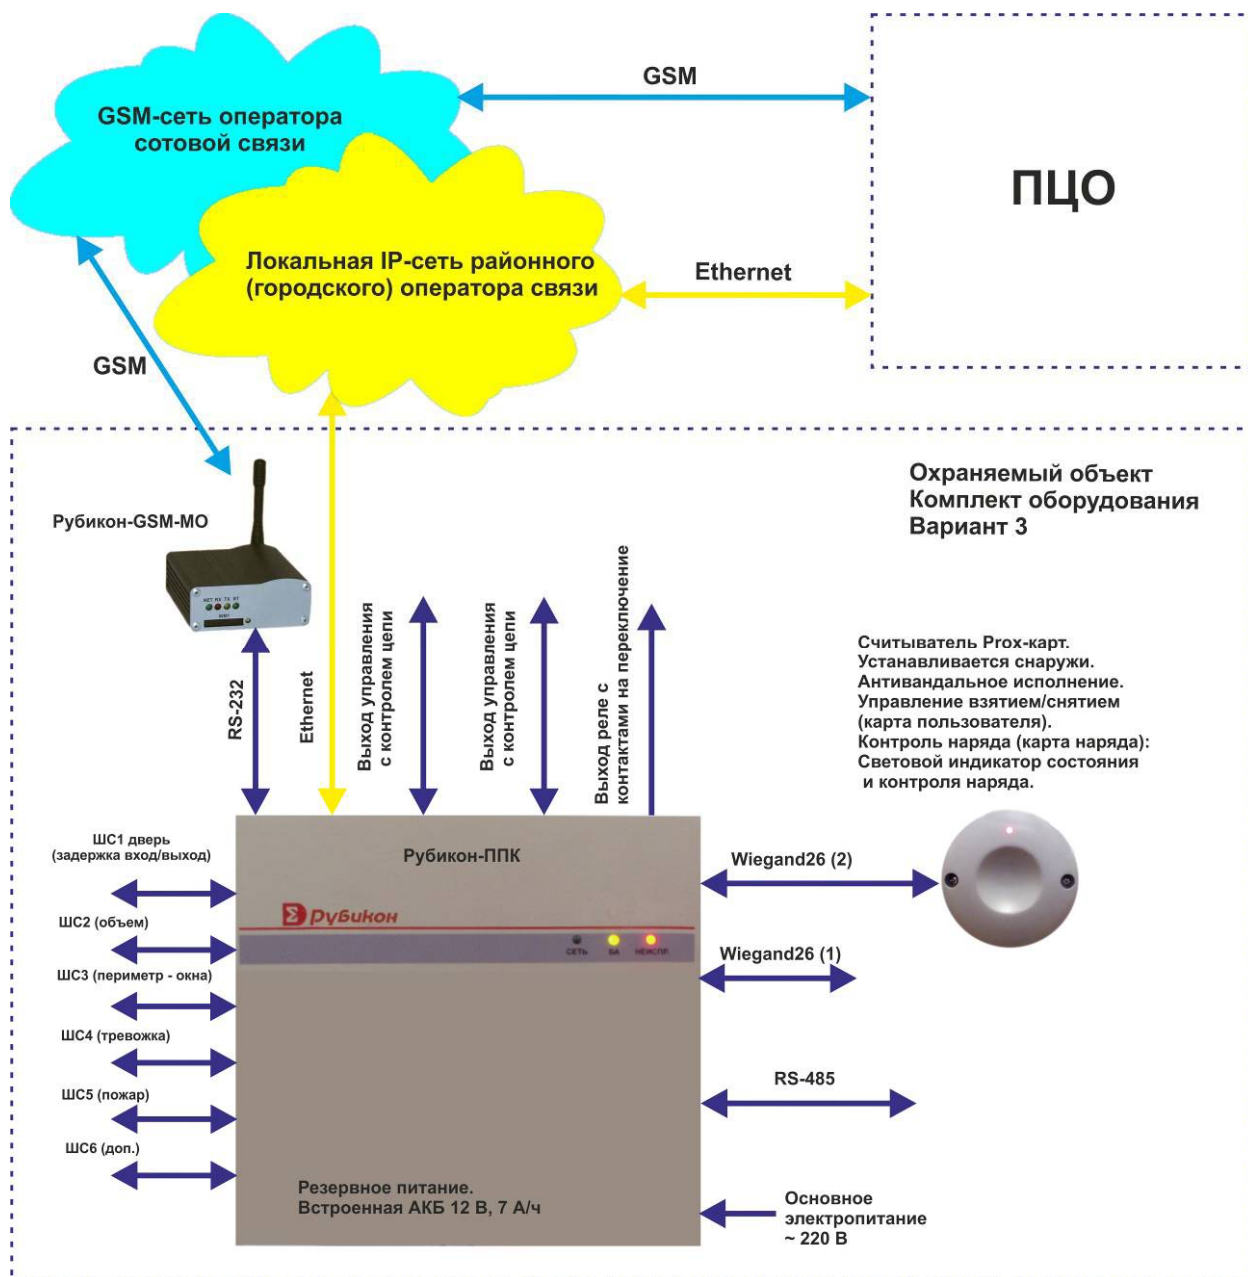 GSM
GSM-сеть оператора
сотовой связи
ПЦО
Локальная IP-сеть районного
(городского) оператора связи
Ethernet
GSM
Охраняемый объект
Комплект оборудования
Вариант 3
Рубикон-GSM-МО
NET RX TX BT
RS-232
Ethernet
Выход управления
с контролем цепи
Выход управления
с контролем цепи
Выход реле с
контактами на переключение
Считыватель Prox-карт.
Устанавливается снаружи.
Антивандальное исполнение.
Управление взятием/снятием
(карта пользователя).
Контроль наряда (карта наряда):
Световой индикатор состояния
и контроля наряда.
ШС1 дверь
(задержка вход/выход)
ШС2 (объем)
ШС3 (периметр - окна)
ШС4 (тревожка)
ШС5 (пожар)
ШС6 (доп.)
Рубикон-ППК
Рубикон
СЕТЬ БА НЕИСПР.
Wiegand26 (2)
Wiegand26 (1)
RS-485
Резервное питание.
Встроенная АКБ 12 В, 7 А/ч
Основное
электропитание
~ 220 В